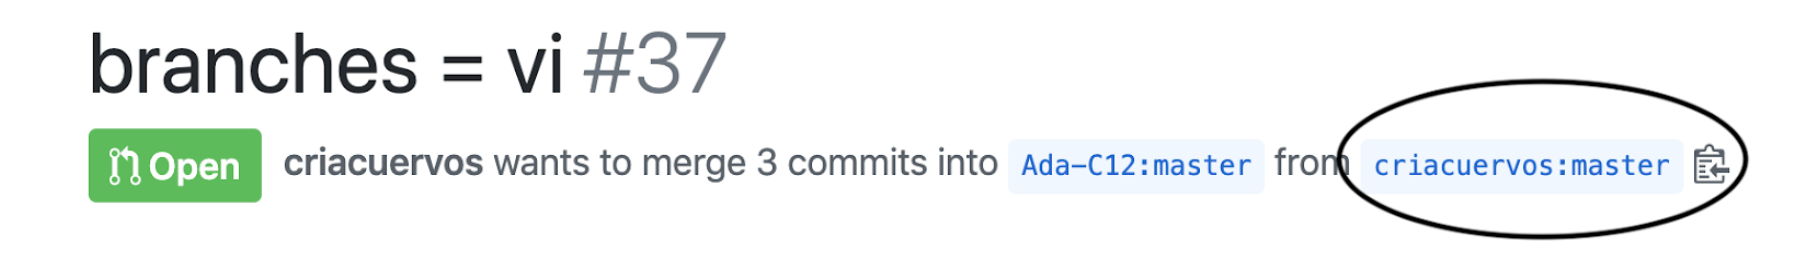 branches = vi #37
Open criacuervos wants to merge 3 commits into Ada-C12:master from criacuervos:master